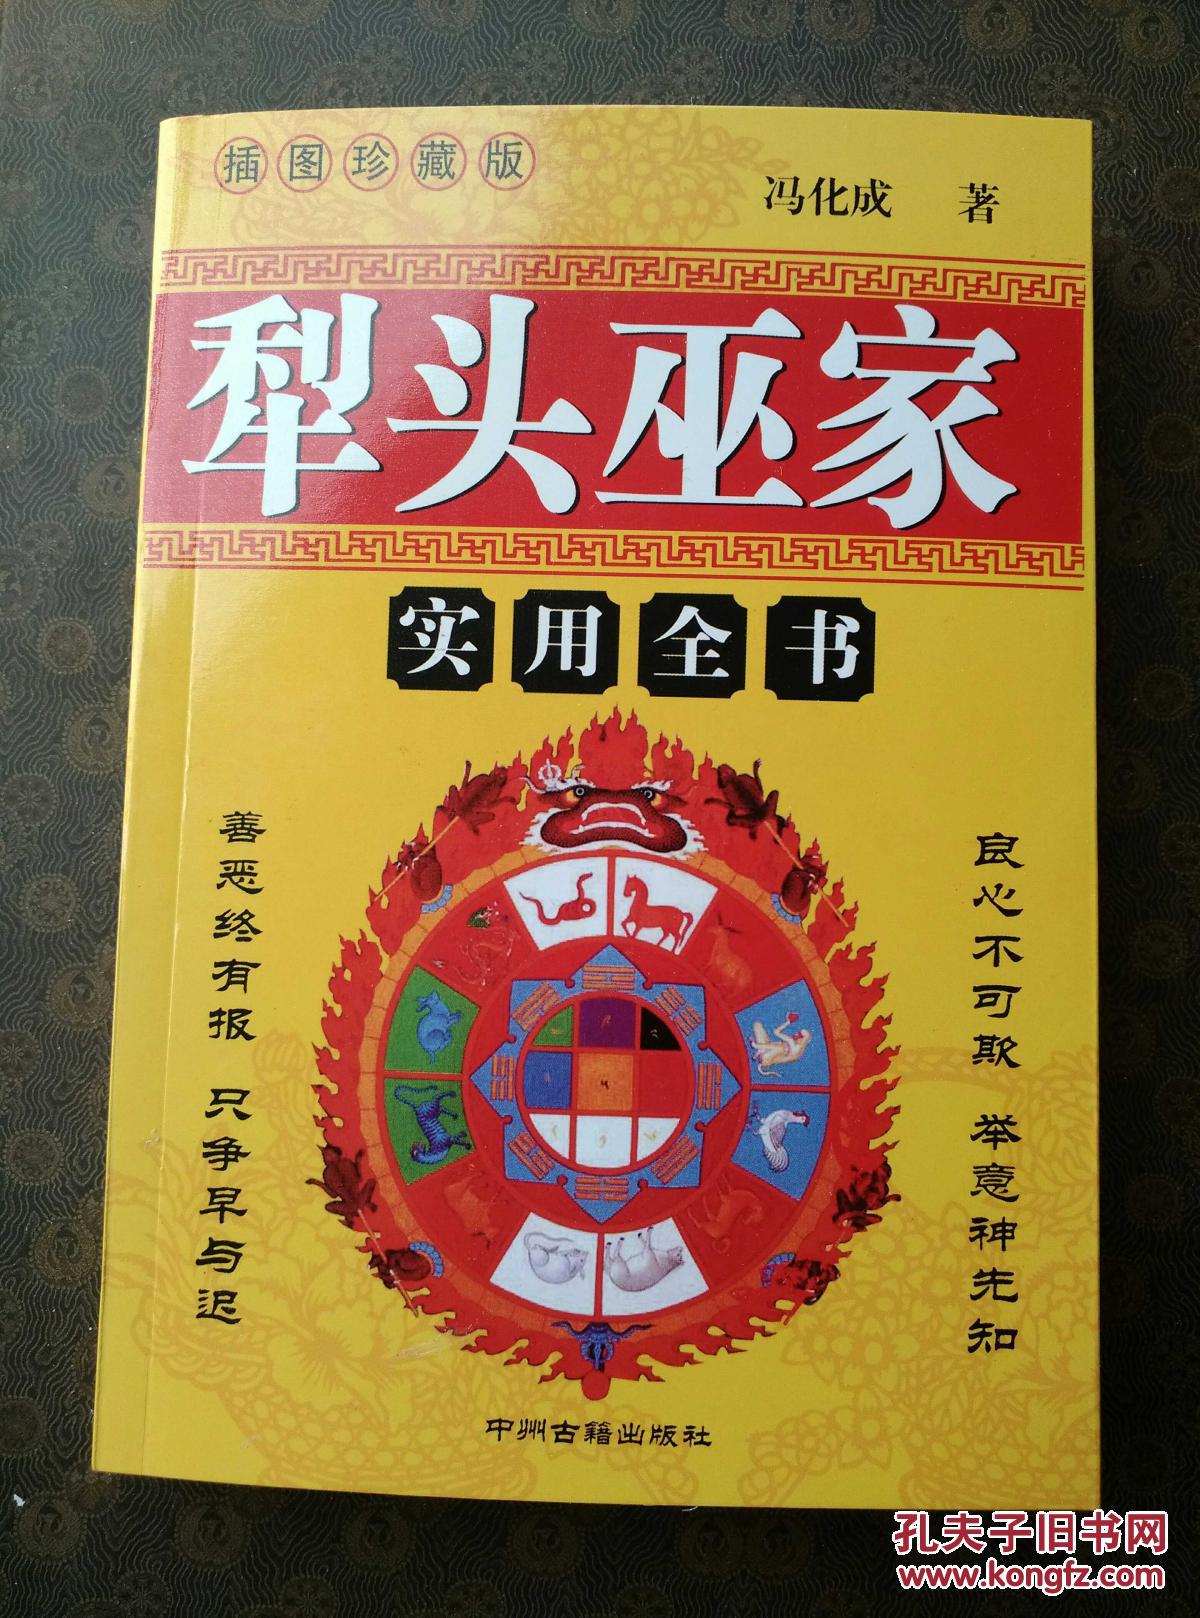 插图珍藏版
冯化成 著
犁头巫家
实用全书
良心不可欺 举意神先知
善恶终有报 只争早与迟
中州古籍出版社
孔夫子旧书网
www.kongfz.com